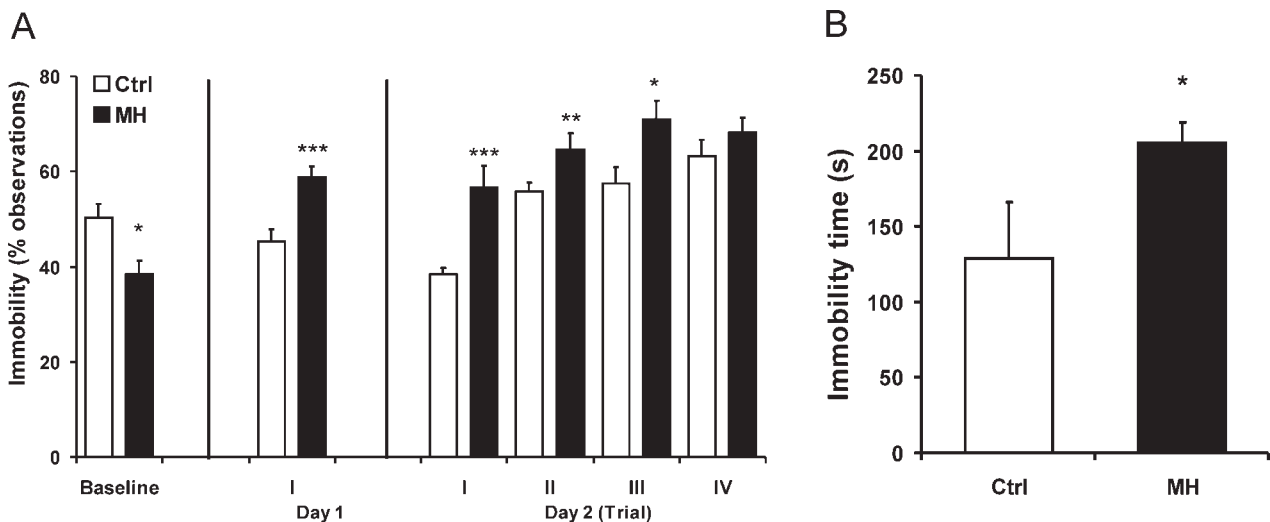 A
Immobility (% observations)
80
60
40
20
0
Ctrl
MH
*
***
***
**
*
Baseline
I
I
II
III
IV
Day 1
Day 2 (Trial)
B
Immobility time (s)
250
200
150
100
50
0
*
Ctrl
MH